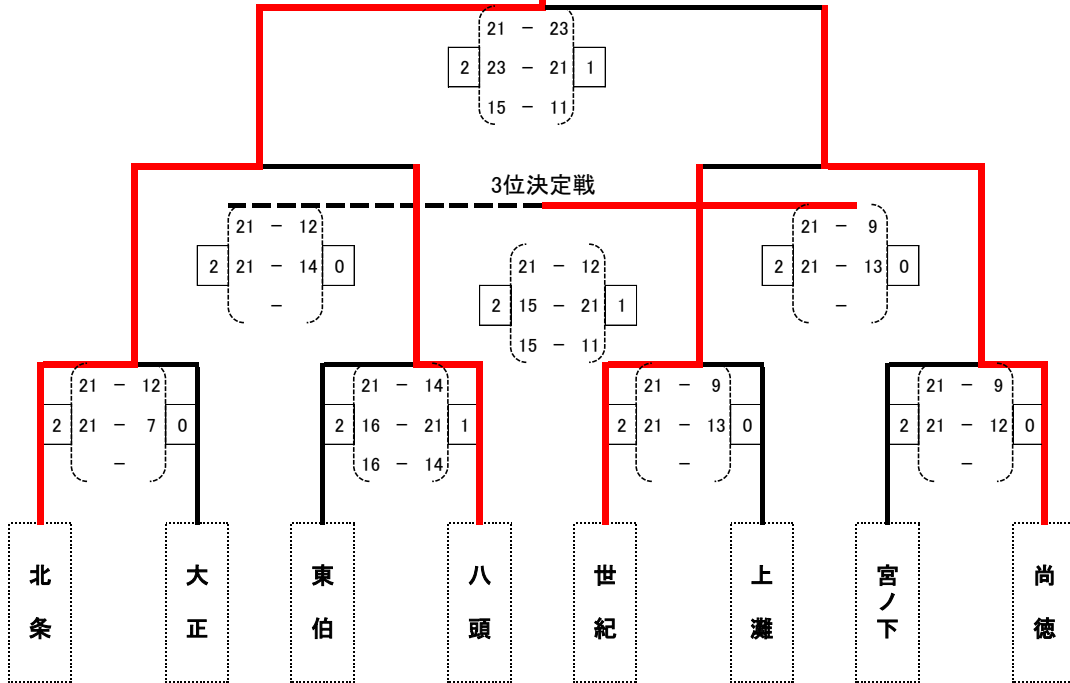 21 － 23
2 23 － 21 1
15 － 11
3位決定戦
21 － 12
2 21 － 14 0
－
21 － 12
2 15 － 21 1
15 － 11
21 － 9
2 21 － 13 0
－
21 － 12
2 21 － 7 0
－
21 － 14
2 16 － 21 1
16 － 14
21 － 9
2 21 － 13 0
－
21 － 9
2 21 － 12 0
－
北条
大正
東伯
八頭
世紀
上灘
宮ノ下
尚徳